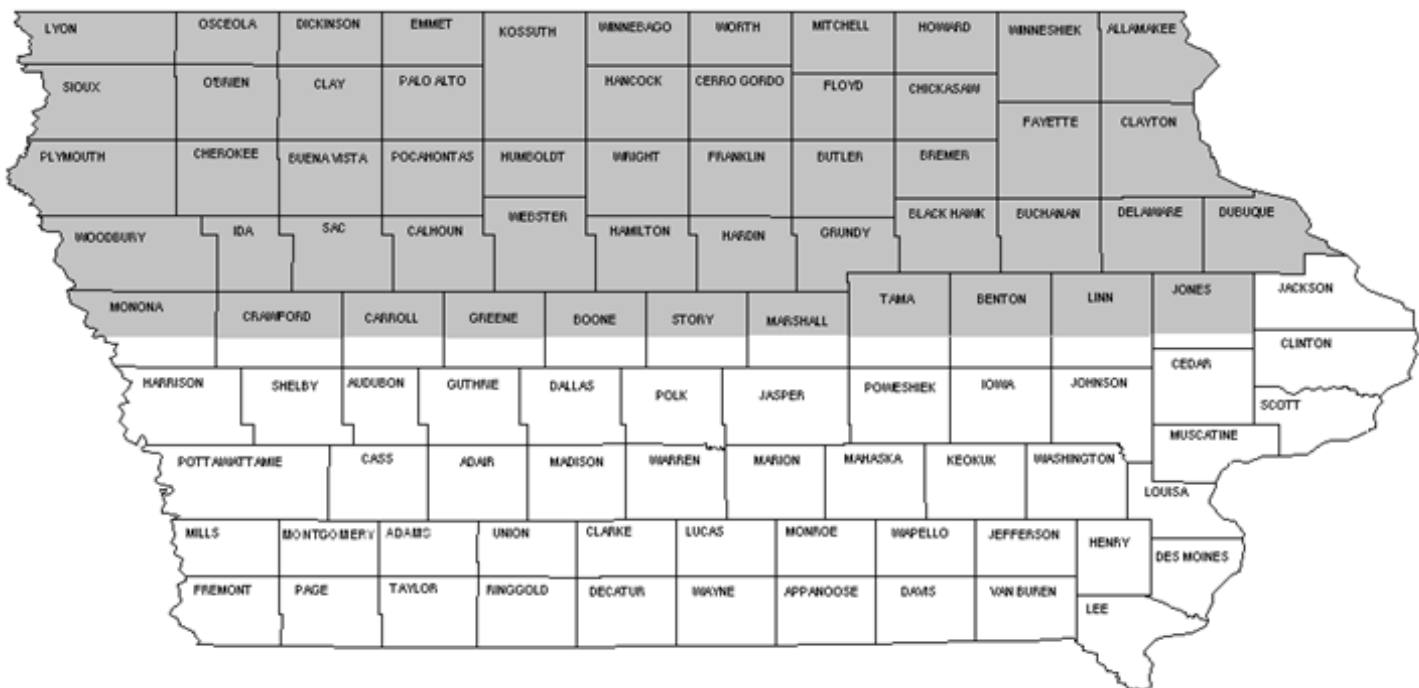 LYON
OSCEOLA
DICKINSON
EMMET
KOSSUTH
WINNEBAGO
WORTH
MITCHELL
HOWARD
WINNESHIEK
ALLAMAKEE
SIOUX
O'BRIEN
CLAY
PALO ALTO
HANCOCK
CERRO GORDO
FLOYD
CHICKASAW
FAYETTE
CLAYTON
PLYMOUTH
CHEROKEE
BUENA VISTA
POCAHONTAS
HUMBOLDT
WRIGHT
FRANKLIN
BUTLER
BREMER
WOODBURY
IDA
SAC
CALHOUN
WEBSTER
HAMILTON
HARDIN
GRUNDY
BLACK HAWK
BUCHANAN
DELAWARE
DUBUQUE
MONONA
CRAWFORD
CARROLL
GREENE
BOONE
STORY
MARSHALL
TAMA
BENTON
LINN
JONES
JACKSON
CLINTON
HARRISON
SHELBY
AUDUBON
GUTHRIE
DALLAS
POLK
JASPER
POWESHIEK
IOWA
JOHNSON
CEDAR
SCOTT
MUSCATINE
POTTAWATTAMIE
CASS
ADAIR
MADISON
WARREN
MARION
MAHASKA
KEOKUK
WASHINGTON
LOUISA
MILLS
MONTGOMERY
ADAMS
UNION
CLARKE
LUCAS
MONROE
WAPELLO
JEFFERSON
HENRY
DES MOINES
FREMONT
PAGE
TAYLOR
RINGGOLD
DECATUR
WAYNE
APPANOOSE
DAVIS
VAN BUREN
LEE